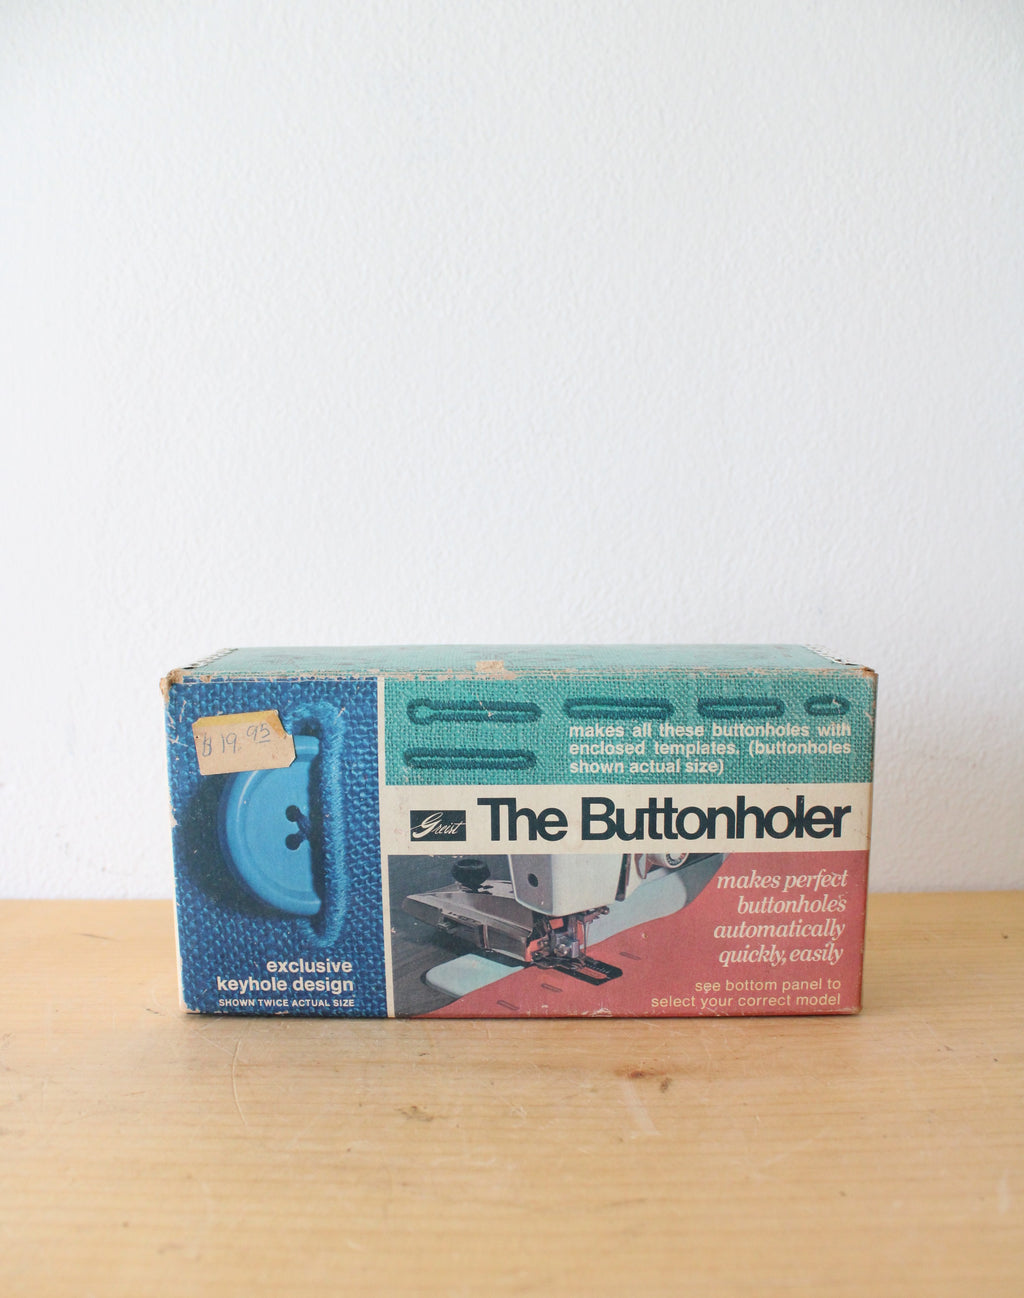 $ 19.95
makes all these buttonholes with
enclosed templates. (buttonholes
shown actual size)
Greist The Buttonholer
makes perfect
buttonholes
automatically
quickly, easily
see bottom panel to
select your correct model
exclusive
keyhole design
SHOWN TWICE ACTUAL SIZE